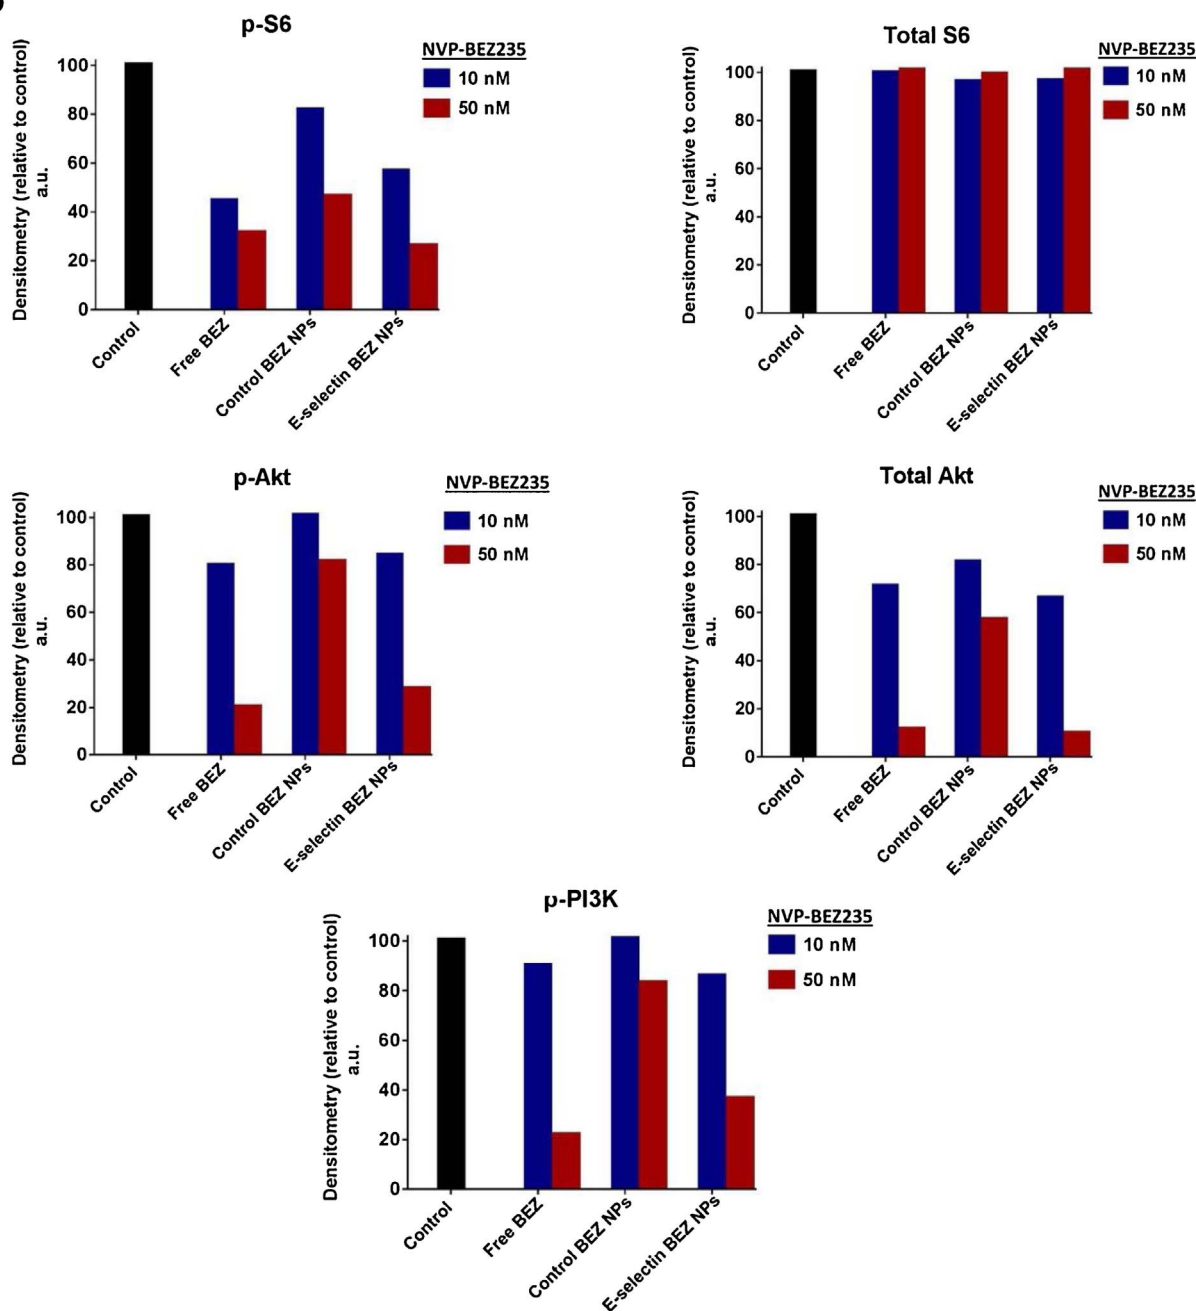 p-S6
NVP-BEZ235
10 nM
50 nM
Densitometry (relative to control)
a.u.
100
80
60
40
20
0
Control
Free BEZ
Control BEZ NPs
E-selectin BEZ NPs
Total S6
NVP-BEZ235
10 nM
50 nM
Densitometry (relative to control)
a.u.
100
80
60
40
20
0
Control
Free BEZ
Control BEZ NPs
E-selectin BEZ NPs
p-Akt
NVP-BEZ235
10 nM
50 nM
Densitometry (relative to control)
a.u.
100
80
60
40
20
0
Control
Free BEZ
Control BEZ NPs
E-selectin BEZ NPs
Total Akt
NVP-BEZ235
10 nM
50 nM
Densitometry (relative to control)
a.u.
100
80
60
40
20
0
Control
Free BEZ
Control BEZ NPs
E-selectin BEZ NPs
p-PI3K
NVP-BEZ235
10 nM
50 nM
Densitometry (relative to control)
a.u.
100
80
60
40
20
0
Control
Free BEZ
Control BEZ NPs
E-selectin BEZ NPs